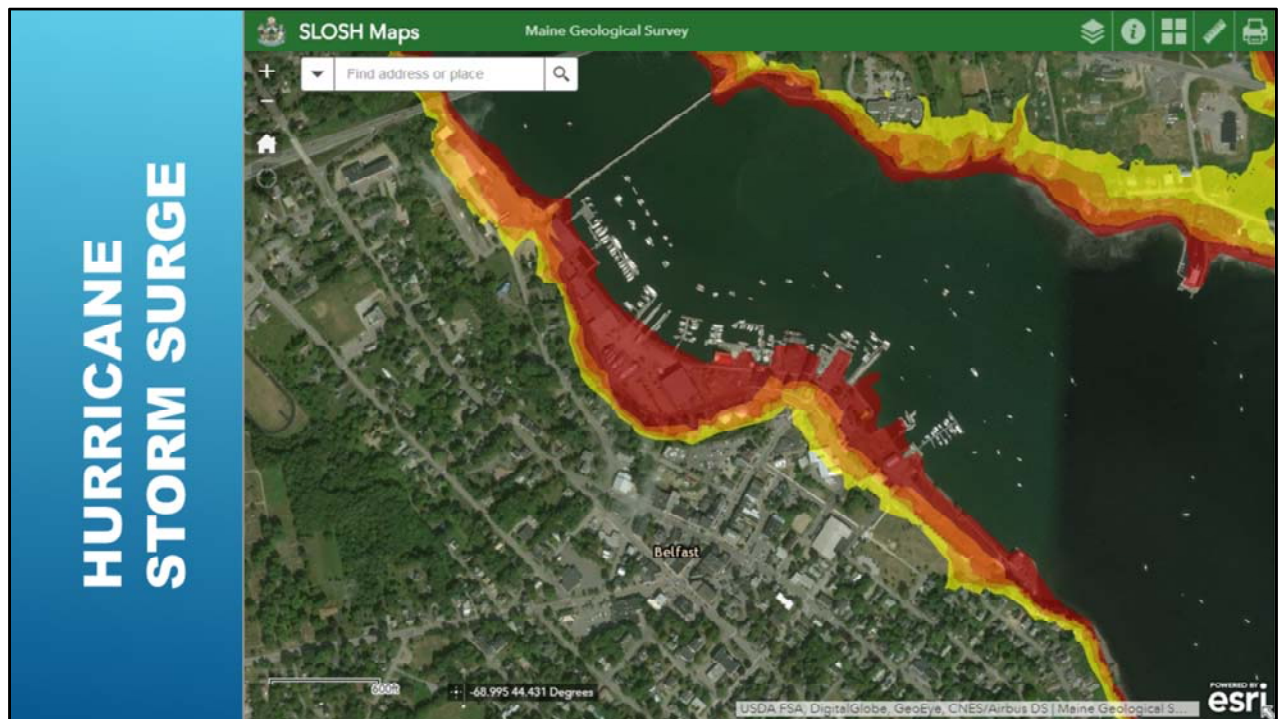 HURRICANE
STORM SURGE
SLOSH Maps
Maine Geological Survey
Find address or place
Belfast
600ft
-68.995 44.431 Degrees
USDA FSA, DigitalGlobe, GeoEye, CNES/Airbus DS | Maine Geological S...
POWERED BY
esri